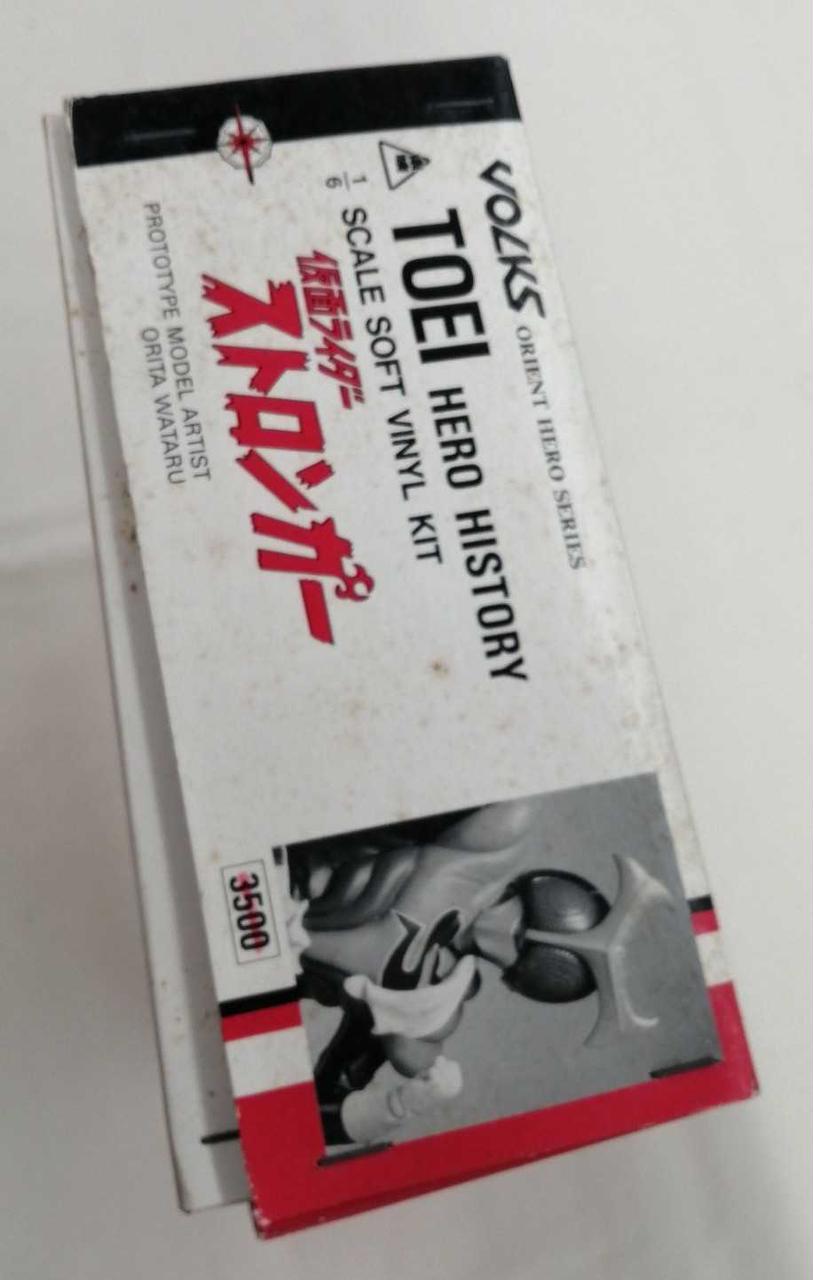 VOLKS ORIENT HERO SERIES
TOEI HERO HISTORY
1/6 SCALE SOFT VINYL KIT
仮面ライダー
ストロンガー
PROTOTYPE MODEL ARTIST
ORITA WATARU
3500
S